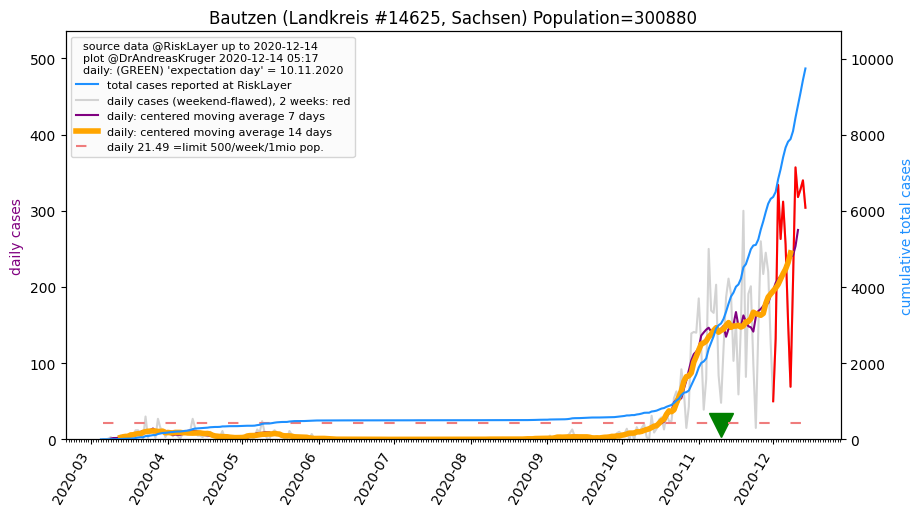 Bautzen (Landkreis #14625, Sachsen) Population=300880
source data @RiskLayer up to 2020-12-14
plot @DrAndreasKruger 2020-12-14 05:17
daily: (GREEN) 'expectation day' = 10.11.2020
total cases reported at RiskLayer
daily cases (weekend-flawed), 2 weeks: red
daily: centered moving average 7 days
daily: centered moving average 14 days
daily 21.49 =limit 500/week/1mio pop.
daily cases
500
400
300
200
100
0
cumulative total cases
10000
8000
6000
4000
2000
0
2020-03
2020-04
2020-05
2020-06
2020-07
2020-08
2020-09
2020-10
2020-11
2020-12